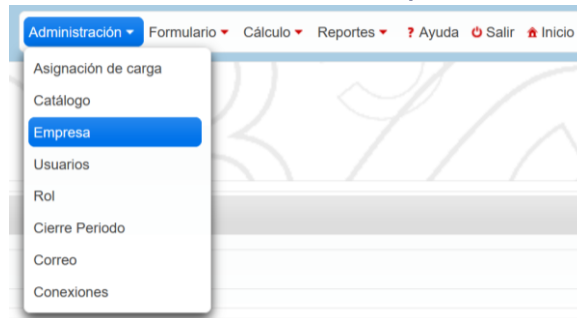 Administración Formulario Cálculo Reportes ? Ayuda Salir Inicio
Asignación de carga
Catálogo
Empresa
Usuarios
Rol
Cierre Periodo
Correo
Conexiones